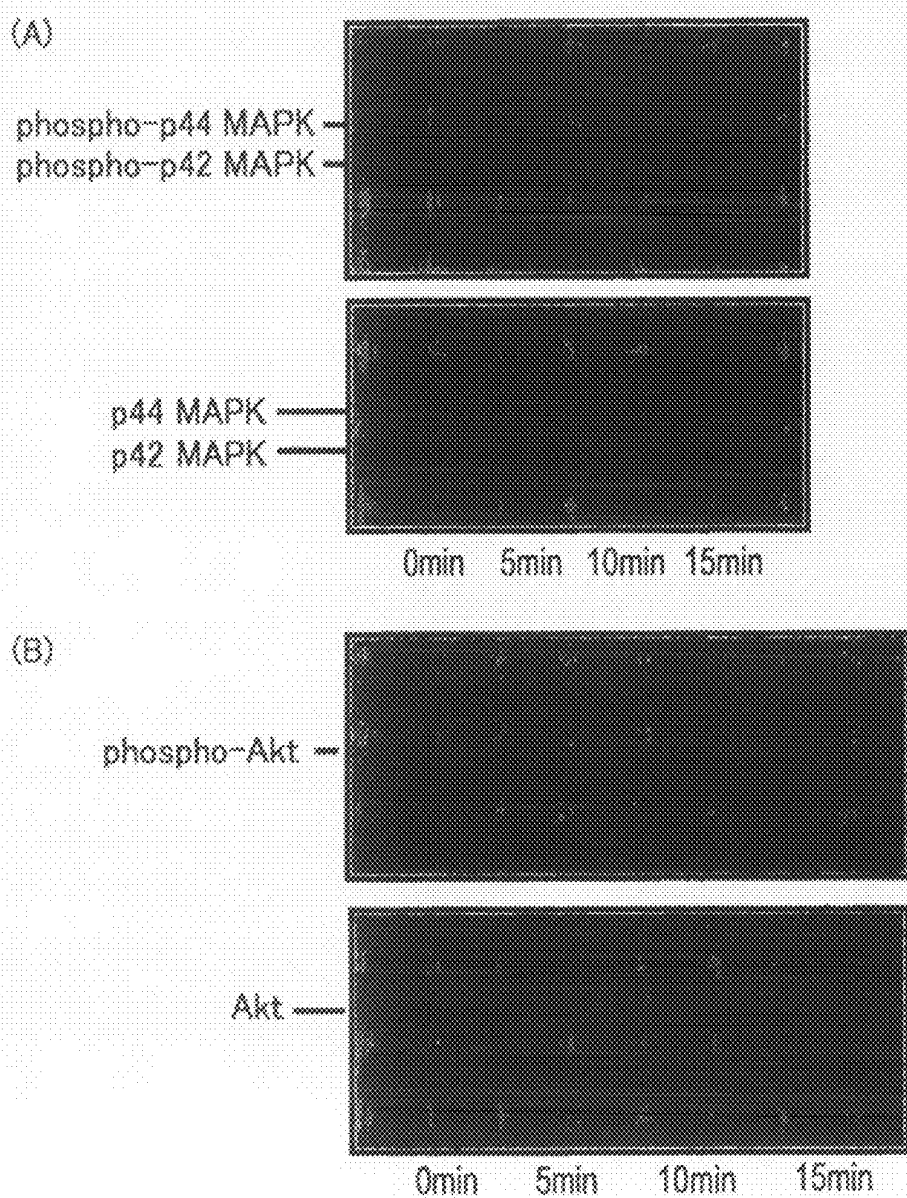 (A)
phospho-p44 MAPK
phospho-p42 MAPK
p44 MAPK
p42 MAPK
0min 5min 10min 15min
(B)
phospho-Akt
Akt
0min 5min 10min 15min